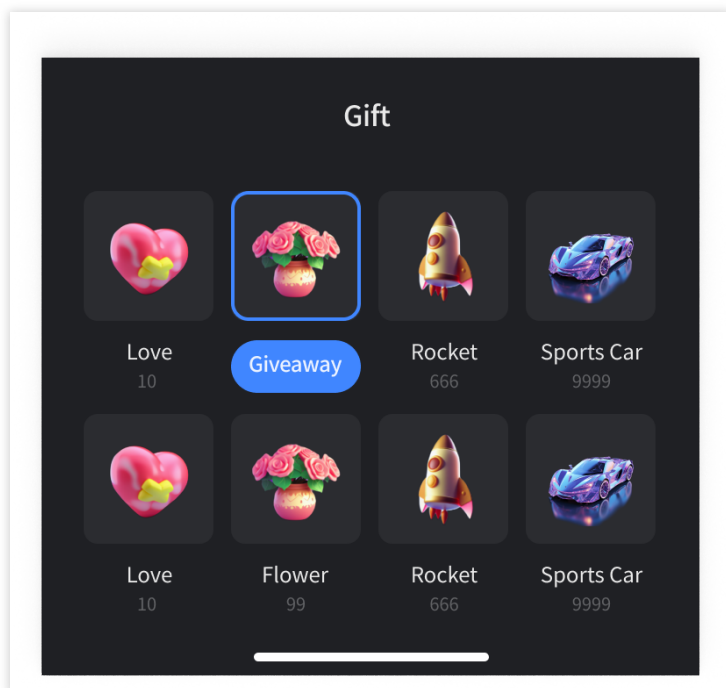 Gift
Love
Giveaway
Rocket
Sports Car
10
666
9999
Love
Flower
Rocket
Sports Car
10
99
666
9999